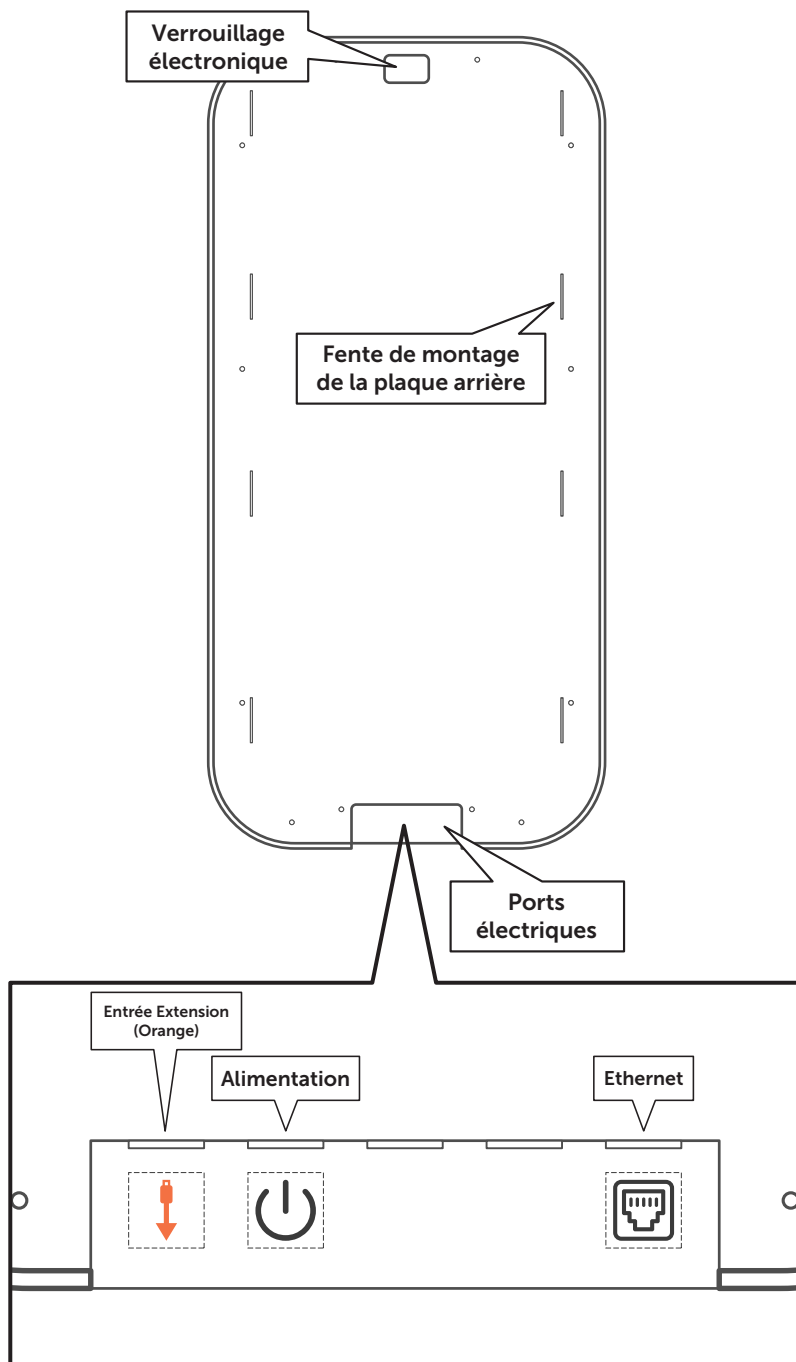 Verrouillage
électronique
Fente de montage
de la plaque arrière
Ports
électriques
Entrée Extension
(Orange)
Alimentation
Ethernet